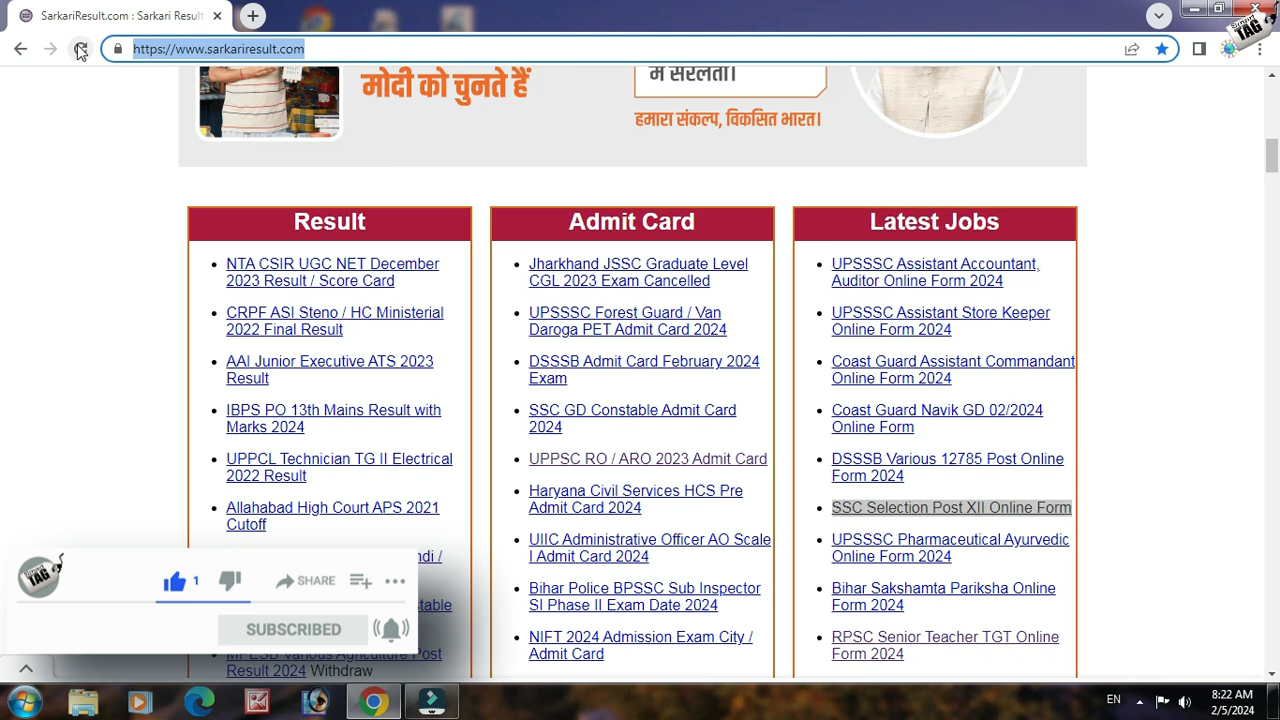 SarkariResult.com : Sarkari Result
https://www.sarkariresult.com
TAG
मोदी को चुनते हैं
में सरलता।
हमारा संकल्प, विकसित भारत।
Result
NTA CSIR UGC NET December
2023 Result / Score Card
CRPF ASI Steno / HC Ministerial
2022 Final Result
AAI Junior Executive ATS 2023
Result
IBPS PO 13th Mains Result with
Marks 2024
UPPCL Technician TG II Electrical
2022 Result
Allahabad High Court APS 2021
Cutoff
MPESB Various Agriculture Post
Result 2024 Withdraw
Admit Card
Jharkhand JSSC Graduate Level
CGL 2023 Exam Cancelled
UPSSSC Forest Guard / Van
Daroga PET Admit Card 2024
DSSSB Admit Card February 2024
Exam
SSC GD Constable Admit Card
2024
UPPSC RO / ARO 2023 Admit Card
Haryana Civil Services HCS Pre
Admit Card 2024
UIIC Administrative Officer AO Scale
I Admit Card 2024
Bihar Police BPSSC Sub Inspector
SI Phase II Exam Date 2024
NIFT 2024 Admission Exam City /
Admit Card
Latest Jobs
UPSSSC Assistant Accountant,
Auditor Online Form 2024
UPSSSC Assistant Store Keeper
Online Form 2024
Coast Guard Assistant Commandant
Online Form 2024
Coast Guard Navik GD 02/2024
Online Form
DSSSB Various 12785 Post Online
Form 2024
SSC Selection Post XII Online Form
UPSSSC Pharmaceutical Ayurvedic
Online Form 2024
Bihar Sakshamta Pariksha Online
Form 2024
RPSC Senior Teacher TGT Online
Form 2024
TAG
1
SHARE
SUBSCRIBED
EN
8:22 AM
2/5/2024